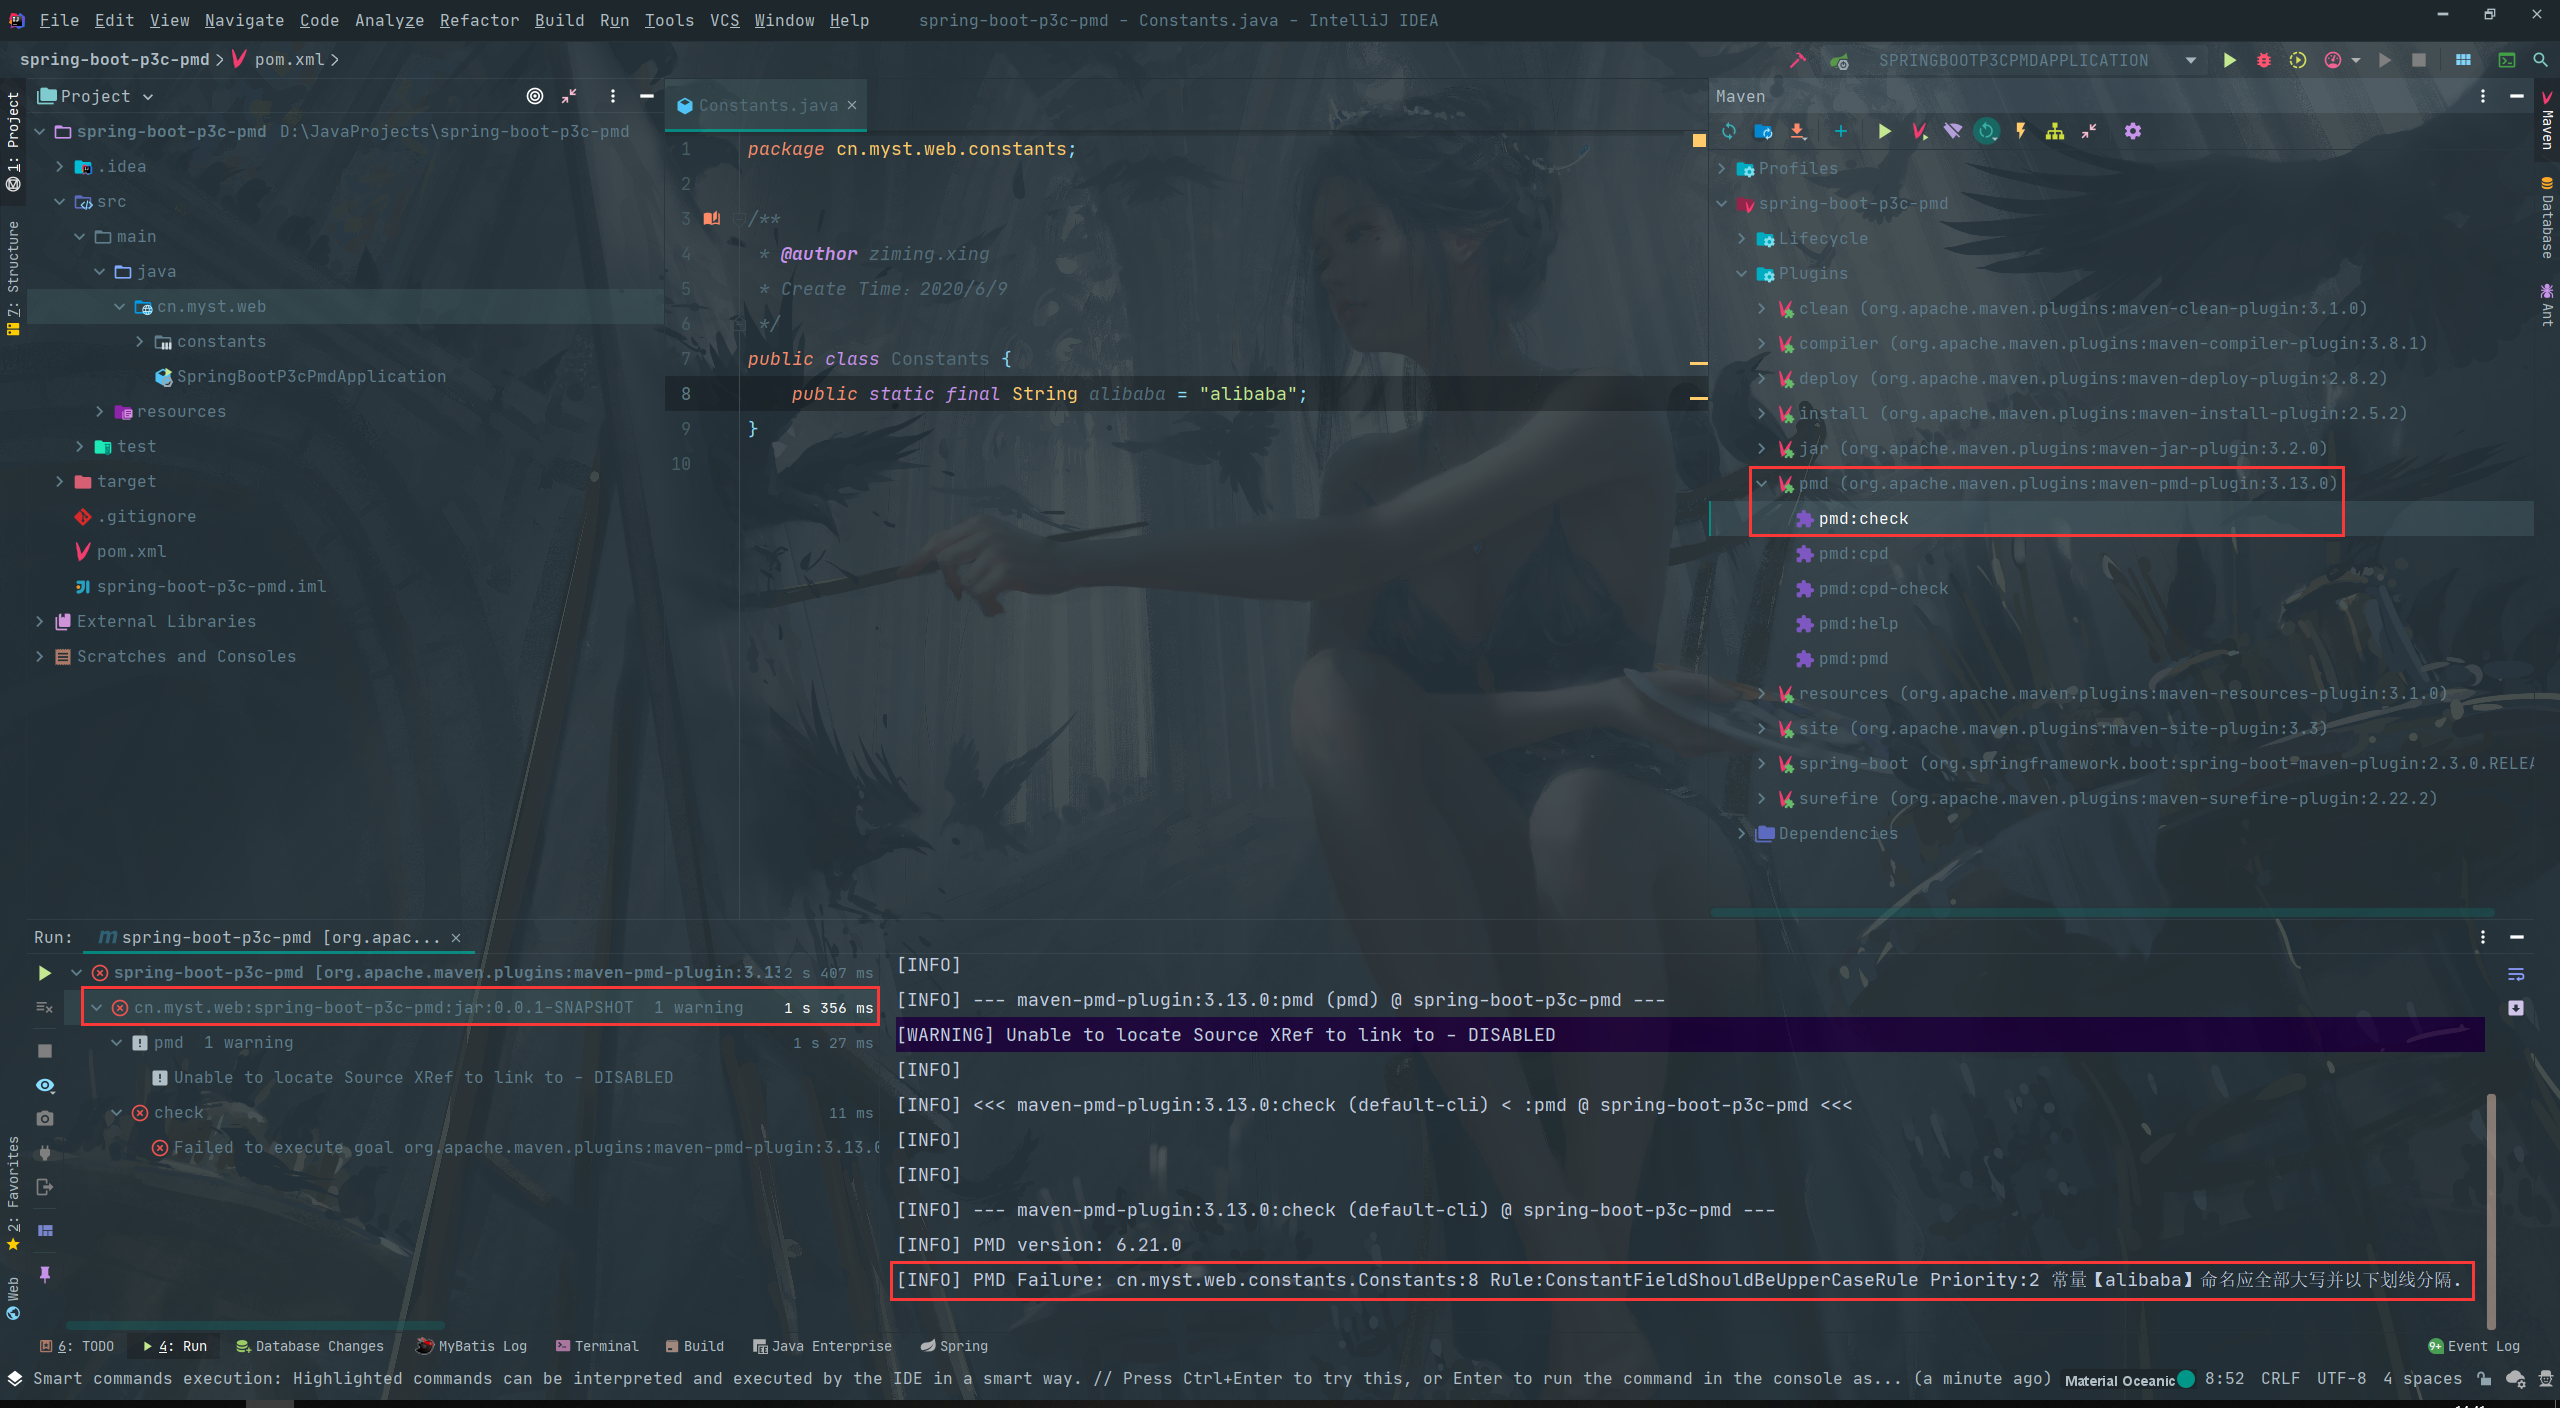 File Edit View Navigate Code Analyze Refactor Build Run Tools VCS Window Help spring-boot-p3c-pmd - Constants.java - IntelliJ IDEA
spring-boot-p3c-pmd pom.xml
SPRINGBOOTP3CPMDAPPLICATION
1: Project
7: Structure
2: Favorites
Web
Project
spring-boot-p3c-pmd D:\JavaProjects\spring-boot-p3c-pmd
.idea
src
main
java
cn.myst.web
constants
SpringBootP3cPmdApplication
resources
test
target
.gitignore
pom.xml
spring-boot-p3c-pmd.iml
External Libraries
Scratches and Consoles
Constants.java
1 package cn.myst.web.constants;
2
3 /**
4 * @author ziming.xing
5 * Create Time: 2020/6/9
6 */
7 public class Constants {
8 public static final String alibaba = "alibaba";
9 }
10
Maven
Profiles
spring-boot-p3c-pmd
Lifecycle
Plugins
clean (org.apache.maven.plugins:maven-clean-plugin:3.1.0)
compiler (org.apache.maven.plugins:maven-compiler-plugin:3.8.1)
deploy (org.apache.maven.plugins:maven-deploy-plugin:2.8.2)
install (org.apache.maven.plugins:maven-install-plugin:2.5.2)
jar (org.apache.maven.plugins:maven-jar-plugin:3.2.0)
pmd (org.apache.maven.plugins:maven-pmd-plugin:3.13.0)
pmd:check
pmd:cpd
pmd:cpd-check
pmd:help
pmd:pmd
resources (org.apache.maven.plugins:maven-resources-plugin:3.1.0)
site (org.apache.maven.plugins:maven-site-plugin:3.3)
spring-boot (org.springframework.boot:spring-boot-maven-plugin:2.3.0.RELEA
surefire (org.apache.maven.plugins:maven-surefire-plugin:2.22.2)
Dependencies
Maven
Database
Ant
Run: m spring-boot-p3c-pmd [org.apac...
spring-boot-p3c-pmd [org.apache.maven.plugins:maven-pmd-plugin:3.13 2 s 407 ms
cn.myst.web:spring-boot-p3c-pmd:jar:0.0.1-SNAPSHOT 1 warning 1 s 356 ms
pmd 1 warning 1 s 27 ms
Unable to locate Source XRef to link to - DISABLED
check 11 ms
Failed to execute goal org.apache.maven.plugins:maven-pmd-plugin:3.13.0
[INFO]
[INFO] --- maven-pmd-plugin:3.13.0:pmd (pmd) @ spring-boot-p3c-pmd ---
[WARNING] Unable to locate Source XRef to link to - DISABLED
[INFO]
[INFO] <<< maven-pmd-plugin:3.13.0:check (default-cli) < :pmd @ spring-boot-p3c-pmd <<<
[INFO]
[INFO]
[INFO] --- maven-pmd-plugin:3.13.0:check (default-cli) @ spring-boot-p3c-pmd ---
[INFO] PMD version: 6.21.0
[INFO] PMD Failure: cn.myst.web.constants.Constants:8 Rule:ConstantFieldShouldBeUpperCaseRule Priority:2 常量【alibaba】命名应全部大写并以下划线分隔.
6: TODO 4: Run Database Changes MyBatis Log Terminal Build Java Enterprise Spring 9+ Event Log
Smart commands execution: Highlighted commands can be interpreted and executed by the IDE in a smart way. // Press Ctrl+Enter to try this, or Enter to run the command in the console as... (a minute ago) Material Oceanic 8:52 CRLF UTF-8 4 spaces